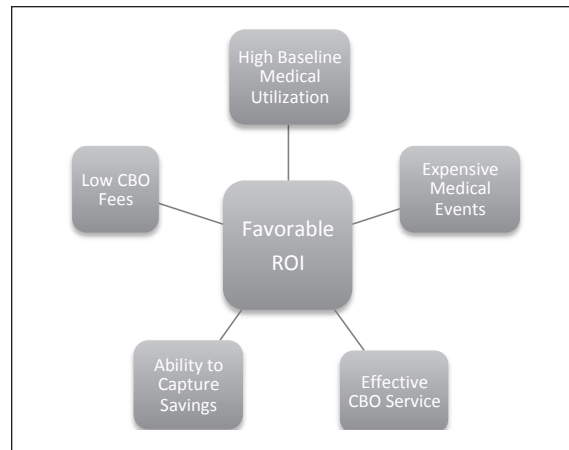 High Baseline
Medical
Utilization
Low CBO
Fees
Expensive
Medical
Events
Favorable
ROI
Ability to
Capture
Savings
Effective
CBO Service